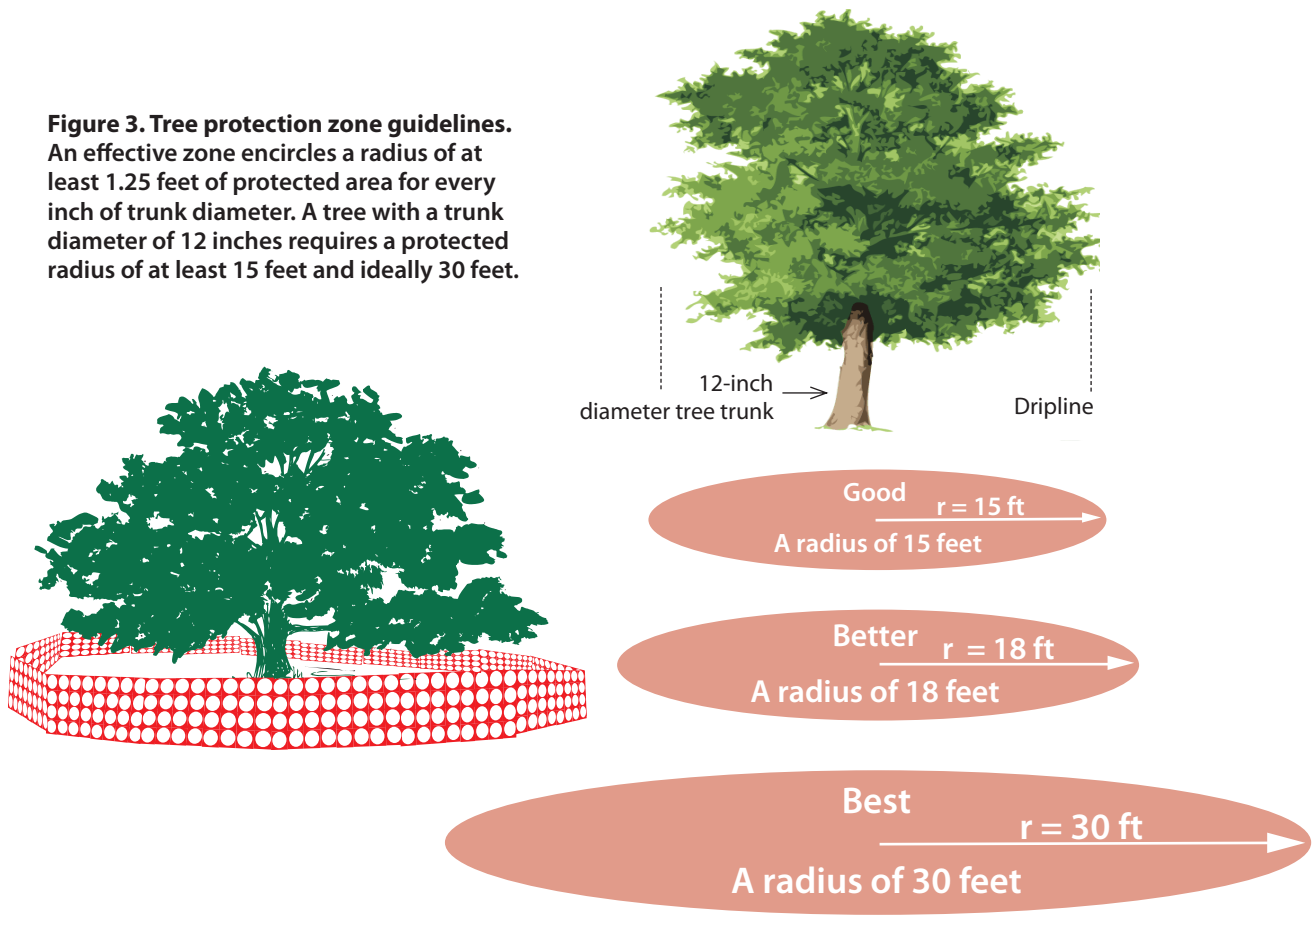 Figure 3. Tree protection zone guidelines.
An effective zone encircles a radius of at
least 1.25 feet of protected area for every
inch of trunk diameter. A tree with a trunk
diameter of 12 inches requires a protected
radius of at least 15 feet and ideally 30 feet.
12-inch
diameter tree trunk
Dripline
Good
r = 15 ft
A radius of 15 feet
Better
r = 18 ft
A radius of 18 feet
Best
r = 30 ft
A radius of 30 feet